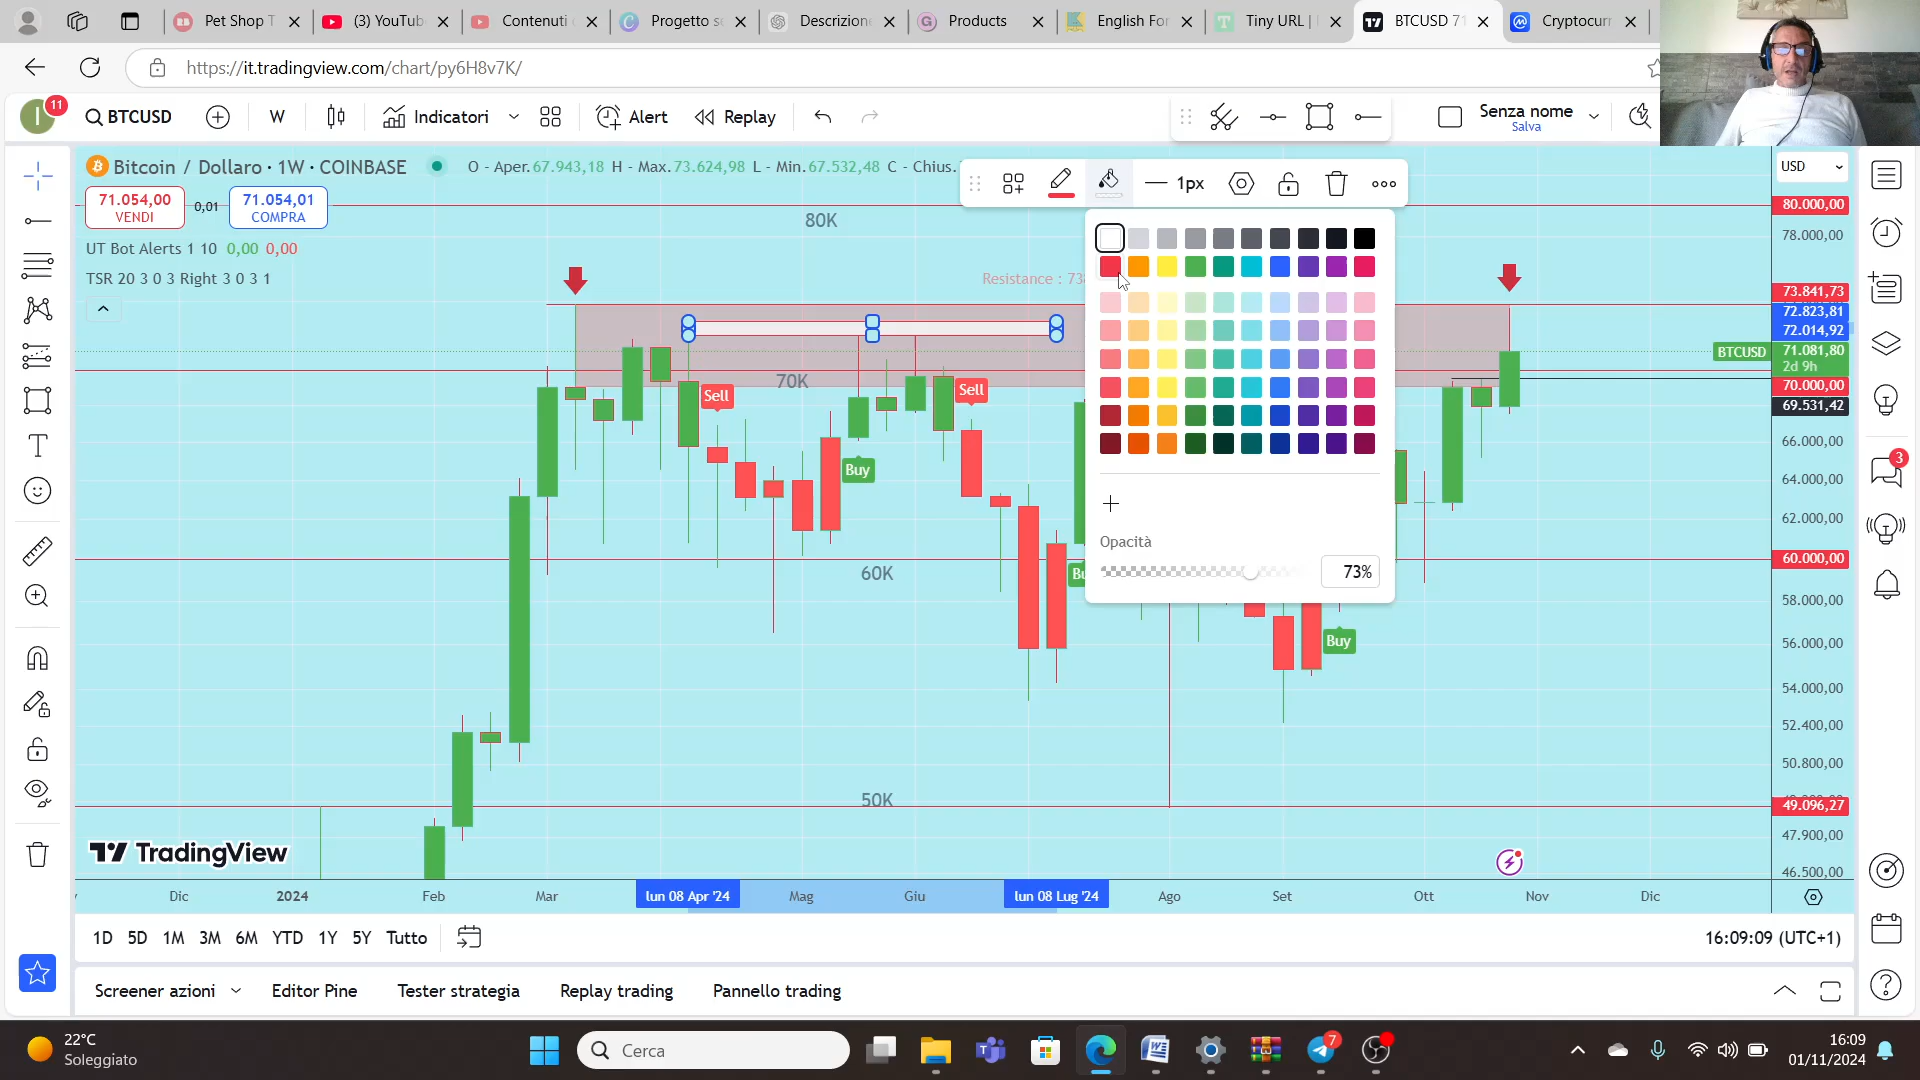 Pet Shop T
(3) YouTub
Contenuti
Progetto s
Descrizion
Products
English For
Tiny URL |
BTCUSD 71
Cryptocurr
https://it.tradingview.com/chart/py6H8v7K/
I
11
BTCUSD
W
Indicatori
Alert
Replay
Senza nome
Salva
Bitcoin / Dollaro · 1W · COINBASE
O - Aper.67.943,18 H - Max.73.624,98 L - Min.67.532,48 C - Chius.
1px
USD
71.054,00
VENDI
0,01
71.054,01
COMPRA
UT Bot Alerts 1 10 0,00 0,00
TSR 20 3 0 3 Right 3 0 3 1
80K
Resistance : 73
70K
60K
50K
Sell
Sell
Buy
Bu
Buy
Opacità
73%
80.000,00
78.000,00
73.841,73
72.823,81
72.014,92
BTCUSD
71.081,80
2d 9h
70.000,00
69.531,42
66.000,00
64.000,00
62.000,00
60.000,00
58.000,00
56.000,00
54.000,00
52.400,00
50.800,00
49.096,27
47.900,00
46.500,00
3
TradingView
Dic
2024
Feb
Mar
lun 08 Apr '24
Mag
Giu
lun 08 Lug '24
Ago
Set
Ott
Nov
Dic
1D 5D 1M 3M 6M YTD 1Y 5Y Tutto
16:09:09 (UTC+1)
Screener azioni
Editor Pine
Tester strategia
Replay trading
Pannello trading
22°C
Soleggiato
Cerca
7
16:09
01/11/2024